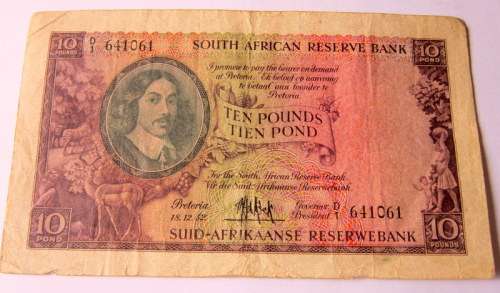 10
POUND
D/1 641061
SOUTH AFRICAN RESERVE BANK
10
POND
I promise to pay the bearer on demand
at Pretoria. Ek beloof op aanvraag
te betaal aan toonder te
Pretoria.
TEN POUNDS
TIEN POND
For the South African Reserve Bank.
Vir die Suid-Afrikaanse Reserwebank.
Pretoria
18.12.52
Governor
President
D/1 641061
10
POND
SUID-AFRIKAANSE RESERWEBANK
10
POUND